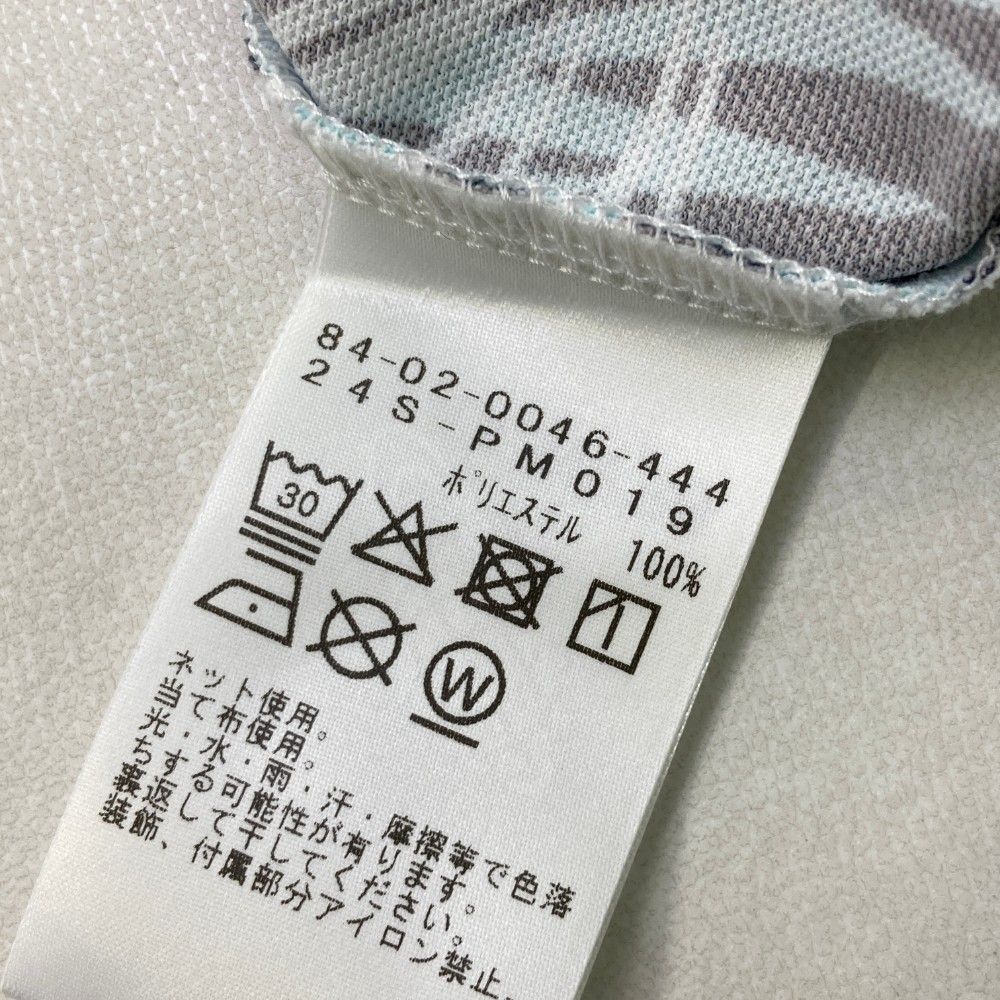 84-02-0046-444
24S-PM019
ポリエステル 100%
30
W
ネット使用。
当て布使用。
光・水・雨・汗・摩擦等で色落
ちする可能性が有ります。
裏返して干してください。
装飾、付属部分アイロン禁止。